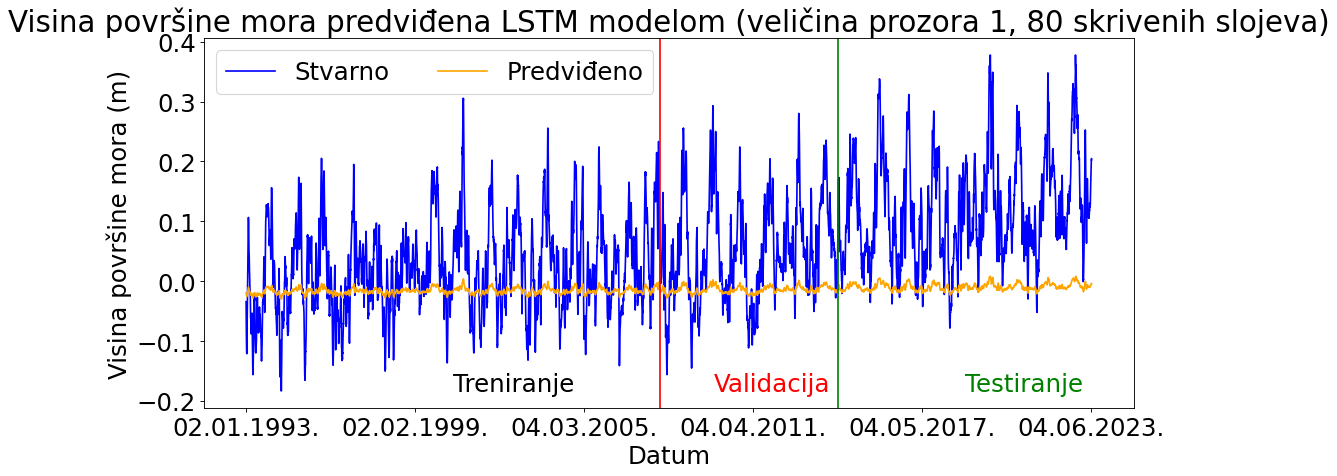 Visina površine mora predviđena LSTM modelom (veličina prozora 1, 80 skrivenih slojeva)
Stvarno
Predviđeno
Visina površine mora (m)
0.4
0.3
0.2
0.1
0.0
−0.1
−0.2
Treniranje
Validacija
Testiranje
02.01.1993.
02.02.1999.
04.03.2005.
04.04.2011.
04.05.2017.
04.06.2023.
Datum